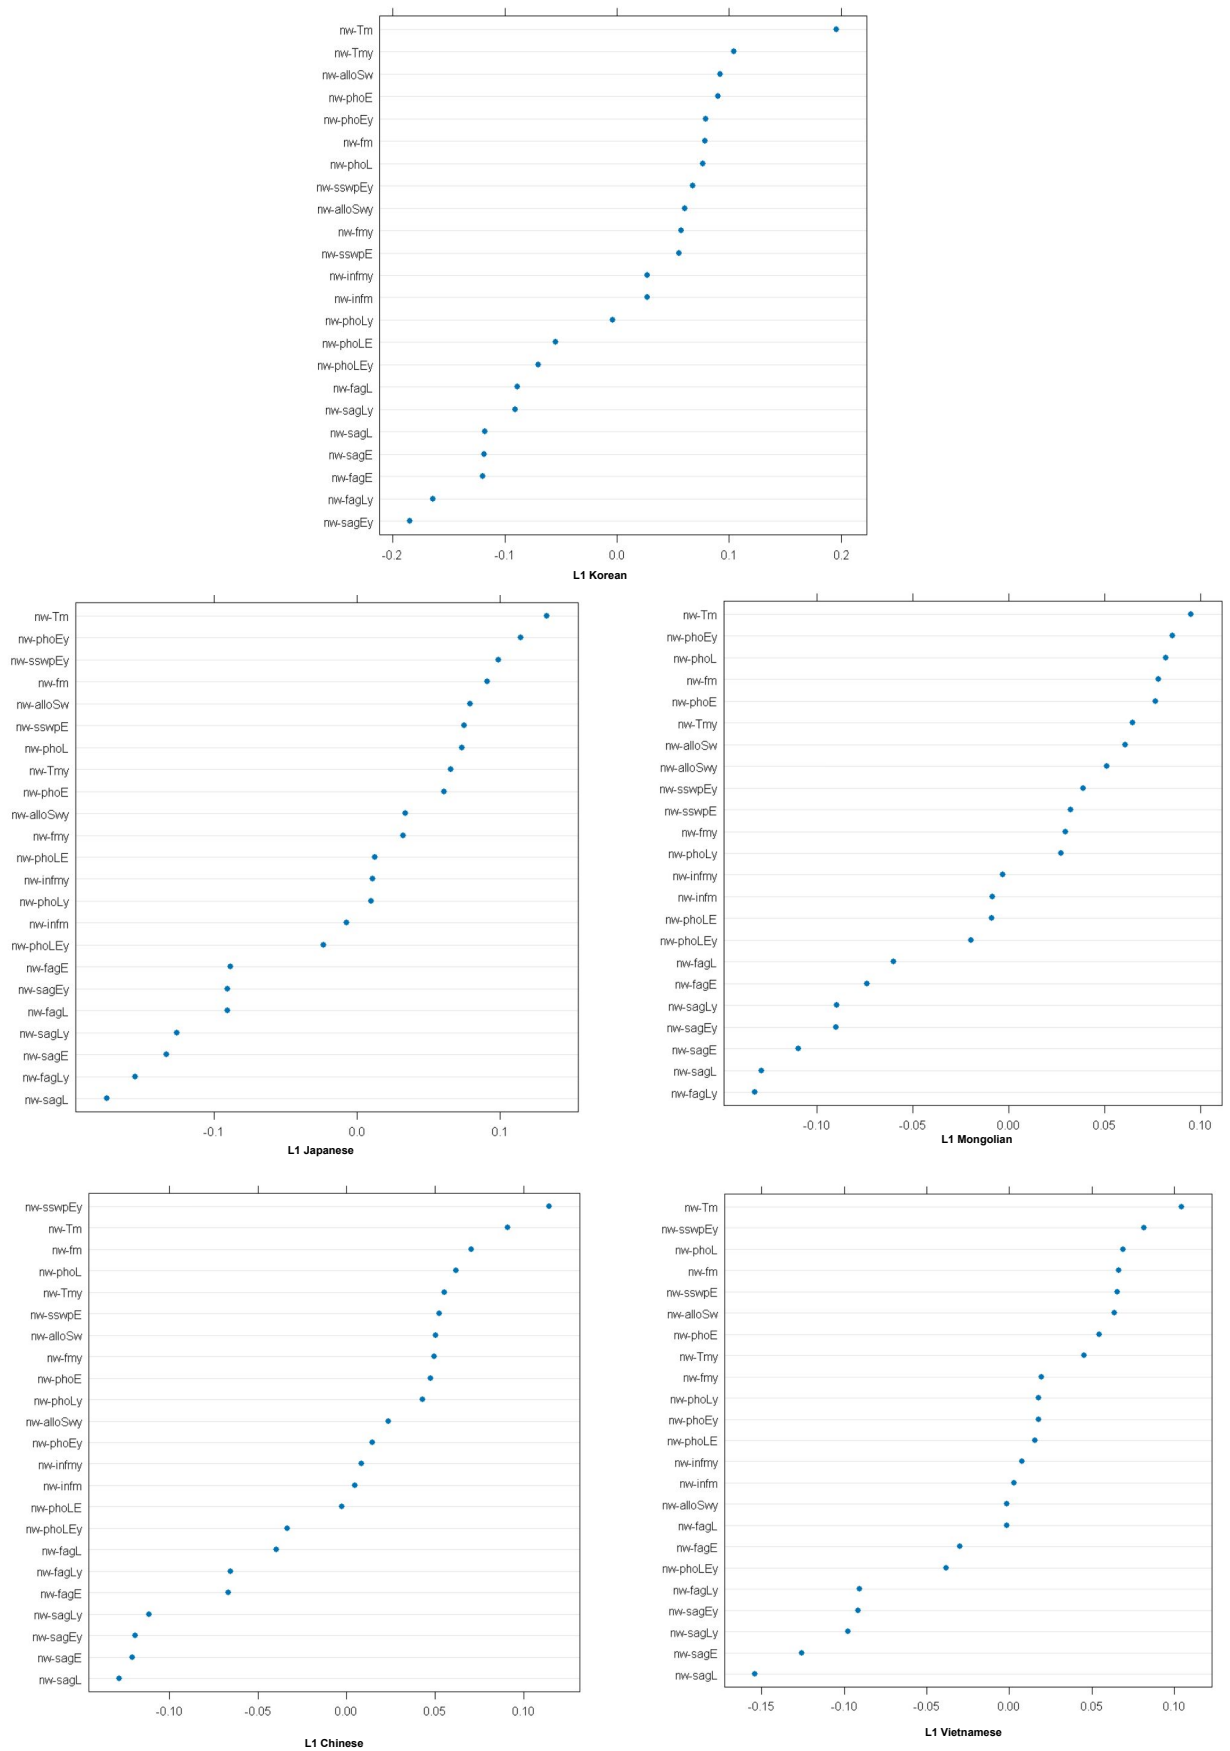 nw-Tm
nw-Tmy
nw-alloSw
nw-phoE
nw-phoEy
nw-fm
nw-phoL
nw-sswpEy
nw-alloSwy
nw-fmy
nw-sswpE
nw-infmy
nw-infm
nw-phoLy
nw-phoLE
nw-phoLEy
nw-fagL
nw-sagLy
nw-sagL
nw-sagE
nw-fagE
nw-fagLy
nw-sagEy
-0.2 -0.1 0.0 0.1 0.2
L1 Korean
nw-Tm
nw-phoEy
nw-sswpEy
nw-fm
nw-alloSw
nw-sswpE
nw-phoL
nw-Tmy
nw-phoE
nw-alloSwy
nw-fmy
nw-phoLE
nw-infmy
nw-phoLy
nw-infm
nw-phoLEy
nw-fagE
nw-sagEy
nw-fagL
nw-sagLy
nw-sagE
nw-fagLy
nw-sagL
-0.1 0.0 0.1
L1 Japanese
nw-Tm
nw-phoEy
nw-phoL
nw-fm
nw-phoE
nw-Tmy
nw-alloSw
nw-alloSwy
nw-sswpEy
nw-sswpE
nw-fmy
nw-phoLy
nw-infmy
nw-infm
nw-phoLE
nw-phoLEy
nw-fagL
nw-fagE
nw-sagLy
nw-sagEy
nw-sagE
nw-sagL
nw-fagLy
-0.10 -0.05 0.00 0.05 0.10
L1 Mongolian
nw-sswpEy
nw-Tm
nw-fm
nw-phoL
nw-Tmy
nw-sswpE
nw-alloSw
nw-fmy
nw-phoE
nw-phoLy
nw-alloSwy
nw-phoEy
nw-infmy
nw-infm
nw-phoLE
nw-phoLEy
nw-fagL
nw-fagLy
nw-fagE
nw-sagLy
nw-sagEy
nw-sagE
nw-sagL
-0.10 -0.05 0.00 0.05 0.10
L1 Chinese
nw-Tm
nw-sswpEy
nw-phoL
nw-fm
nw-sswpE
nw-alloSw
nw-phoE
nw-Tmy
nw-fmy
nw-phoLy
nw-phoEy
nw-phoLE
nw-infmy
nw-infm
nw-alloSwy
nw-fagL
nw-fagE
nw-phoLEy
nw-fagLy
nw-sagEy
nw-sagLy
nw-sagE
nw-sagL
-0.15 -0.10 -0.05 0.00 0.05 0.10
L1 Vietnamese